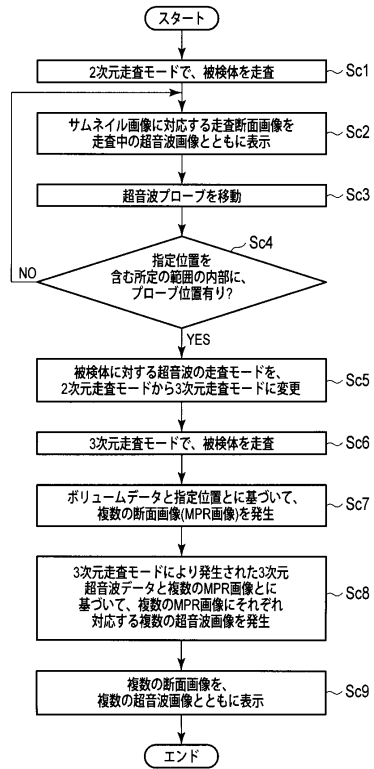 スタート
2次元走査モードで、被検体を走査
Sc1
サムネイル画像に対応する走査断面画像を
走査中の超音波画像とともに表示
Sc2
超音波プローブを移動
Sc3
Sc4
指定位置を
含む所定の範囲の内部に、
プローブ位置有り?
NO
YES
被検体に対する超音波の走査モードを、
2次元走査モードから3次元走査モードに変更
Sc5
3次元走査モードで、被検体を走査
Sc6
ボリュームデータと指定位置とに基づいて、
複数の断面画像(MPR画像)を発生
Sc7
3次元走査モードにより発生された3次元
超音波データと複数のMPR画像とに
基づいて、複数のMPR画像にそれぞれ
対応する複数の超音波画像を発生
Sc8
複数の断面画像を、
複数の超音波画像とともに表示
Sc9
エンド